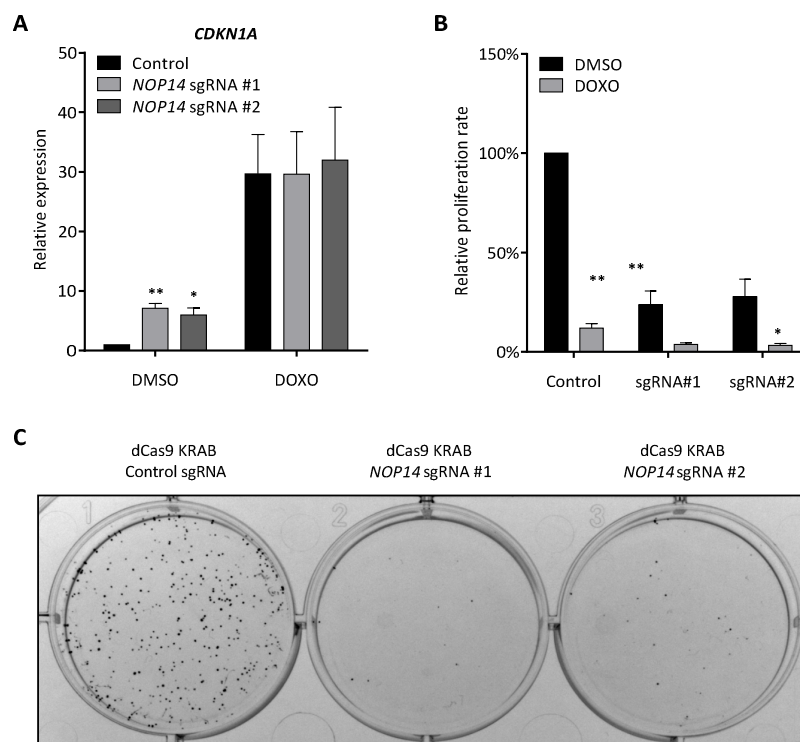 A
CDKN1A
Relative expression
50
40
30
20
10
0
Control
NOP14 sgRNA #1
NOP14 sgRNA #2
**
*
DMSO
DOXO
B
Relative proliferation rate
150%
100%
50%
0%
DMSO
DOXO
**
**
*
Control
sgRNA#1
sgRNA#2
C
dCas9 KRAB
Control sgRNA
dCas9 KRAB
NOP14 sgRNA #1
dCas9 KRAB
NOP14 sgRNA #2
1
2
3